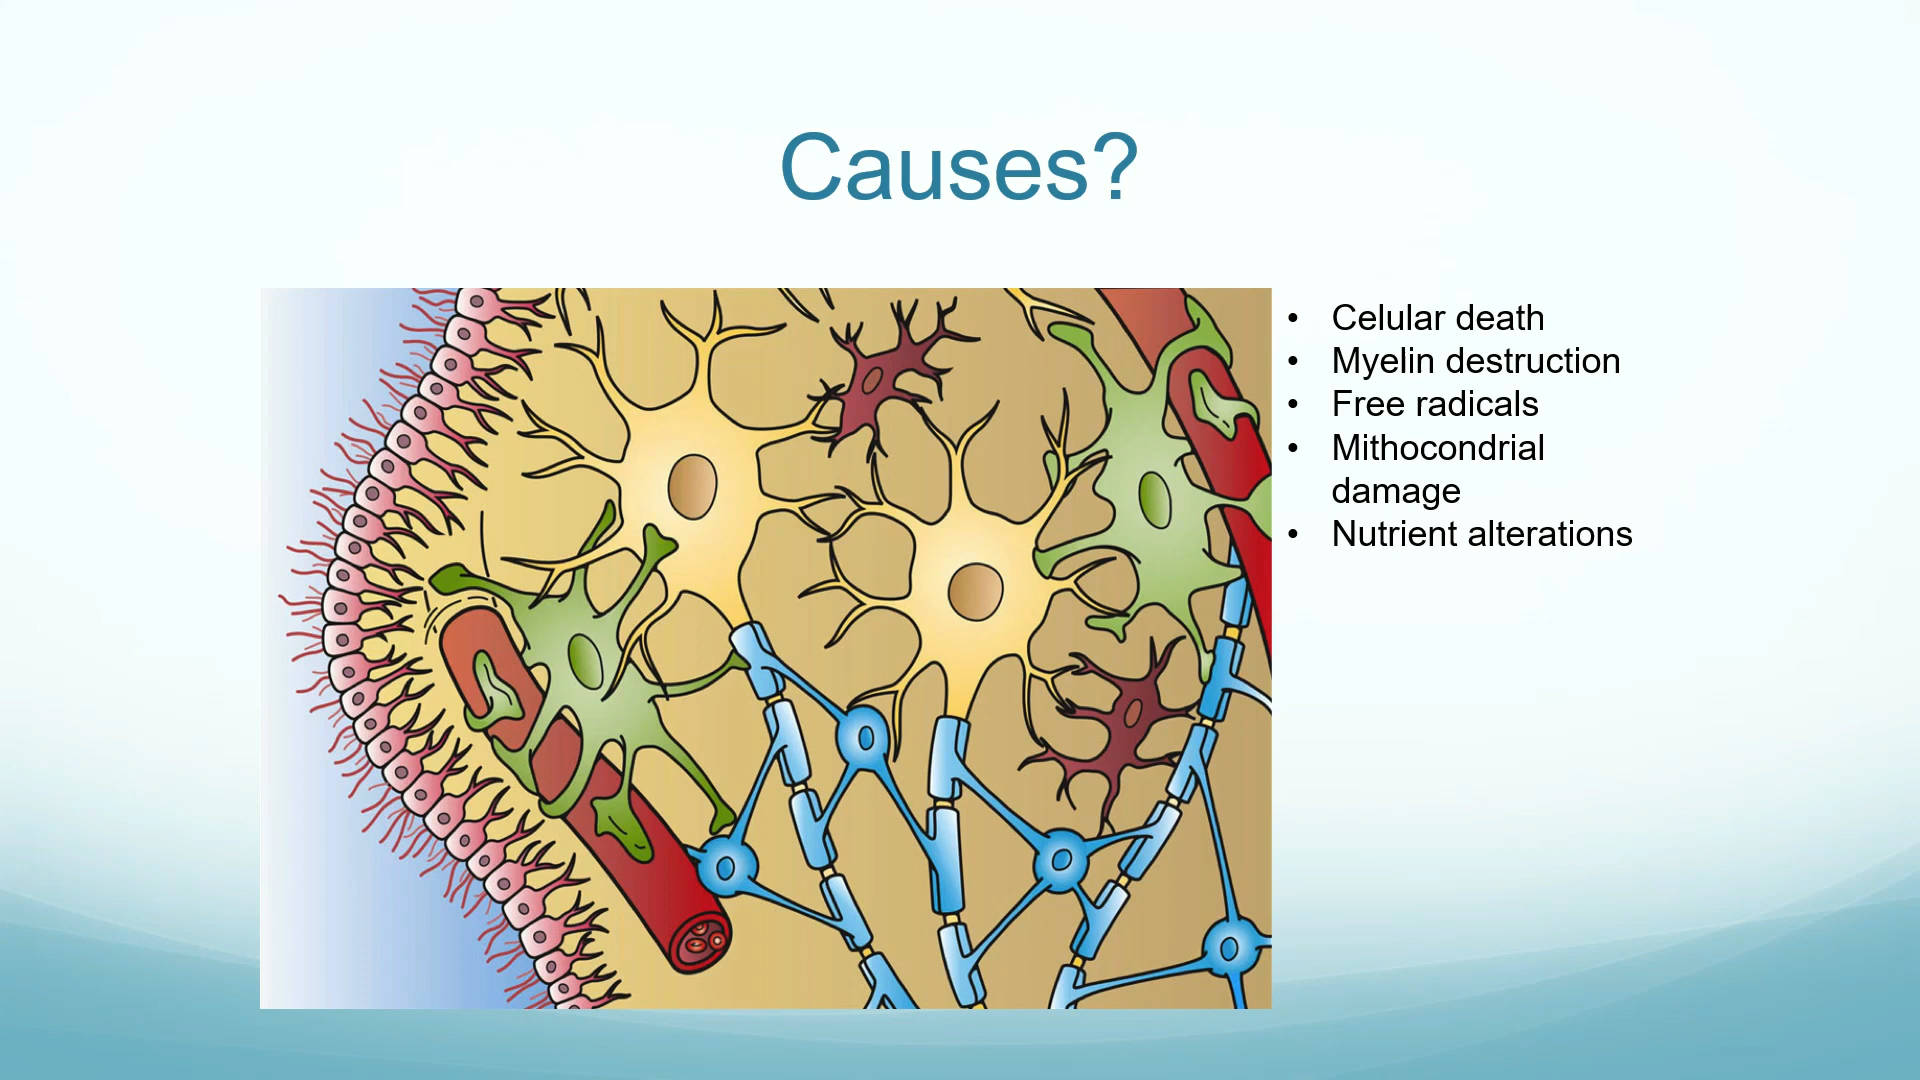 Causes?
• Celular death
• Myelin destruction
• Free radicals
• Mithocondrial
damage
• Nutrient alterations